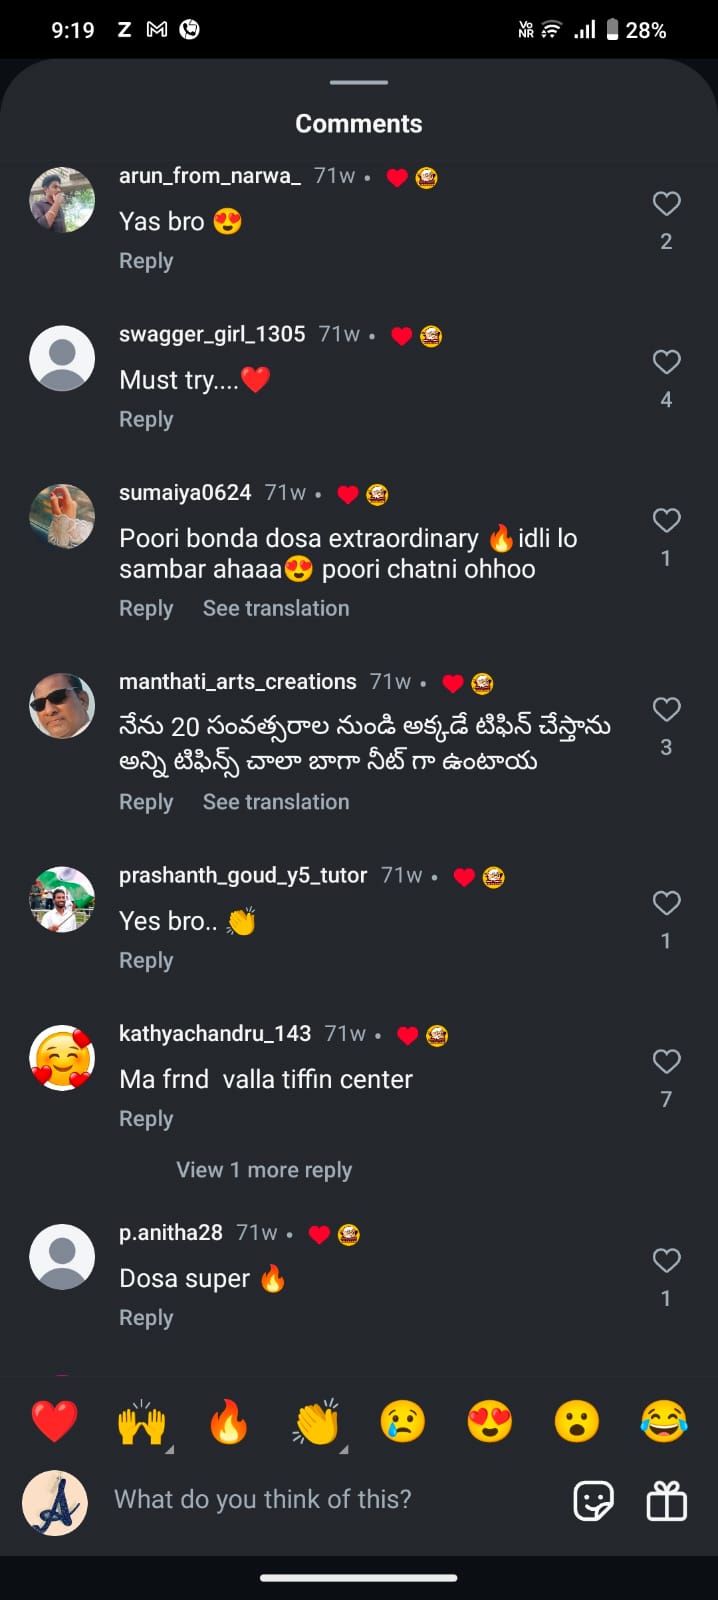 9:19 Z M Vo NR 28%
Comments
arun_from_narwa_ 71w •
Yas bro 😍
2
Reply
swagger_girl_1305 71w •
Must try....❤️
4
Reply
sumaiya0624 71w •
Poori bonda dosa extraordinary 🔥idli lo
1
sambar ahaaa😍 poori chatni ohhoo
Reply See translation
manthati_arts_creations 71w •
నేను 20 సంవత్సరాల నుండి అక్కడే టిఫిన్ చేస్తాను
3
అన్ని టిఫిన్స్ చాలా బాగా నీట్ గా ఉంటాయ
Reply See translation
prashanth_goud_y5_tutor 71w •
Yes bro.. 👏
1
Reply
kathyachandru_143 71w •
Ma frnd  valla tiffin center
7
Reply
View 1 more reply
p.anitha28 71w •
Dosa super 🔥
1
Reply
What do you think of this?